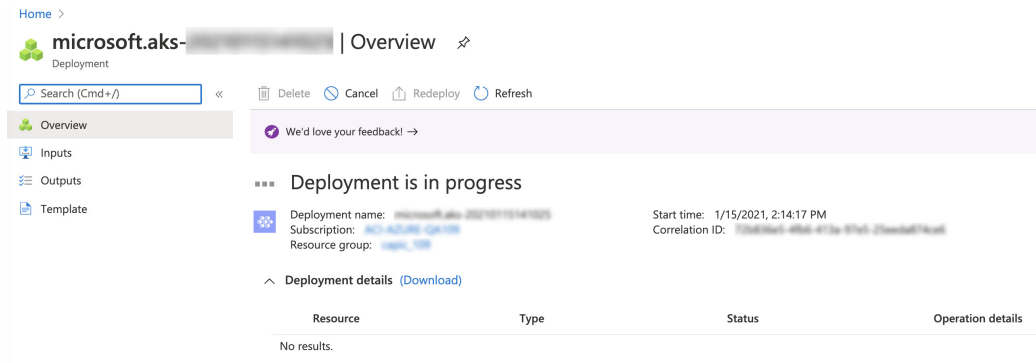 Home >
microsoft.aks- | Overview
Deployment
Search (Cmd+/)
«
Delete Cancel Redeploy Refresh
Overview
We'd love your feedback! →
Inputs
Outputs
Template
Deployment is in progress
Deployment name:
Start time: 1/15/2021, 2:14:17 PM
Subscription:
Correlation ID:
Resource group:
Deployment details (Download)
Resource Type Status Operation details
No results.